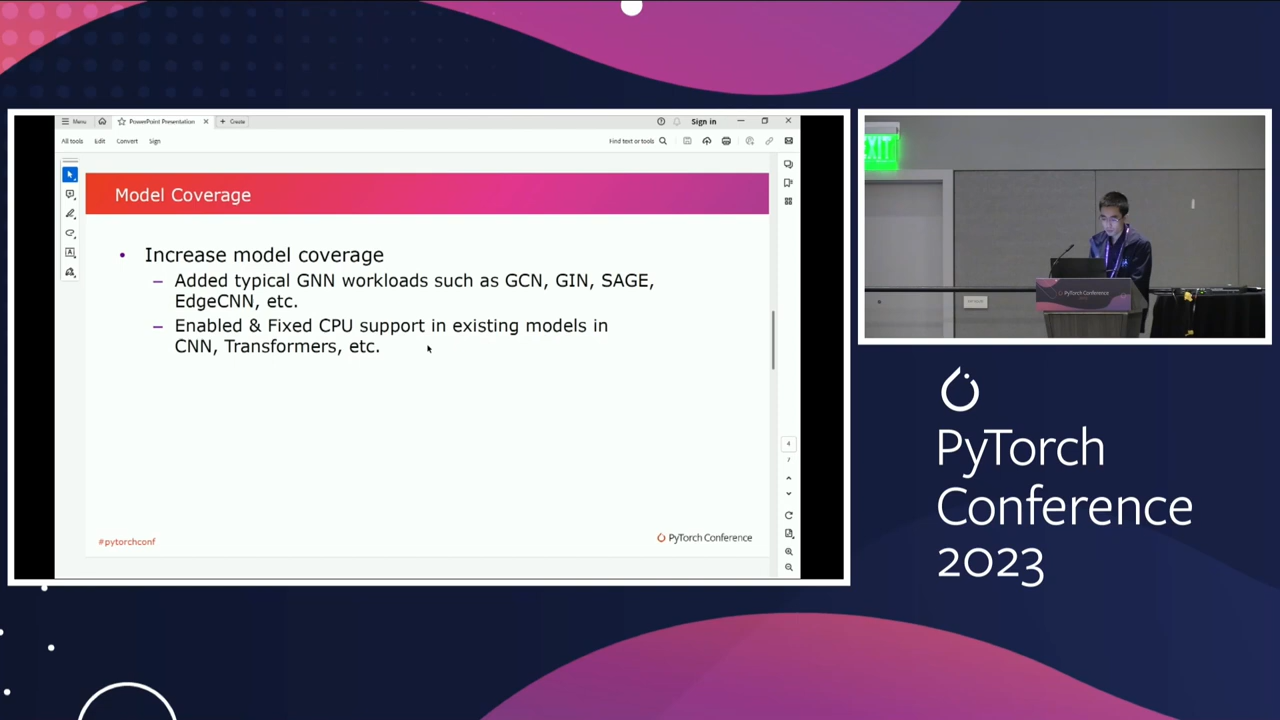 Menu
PowerPoint Presentation
Create
Sign in
All tools
Edit
Convert
Sign
Find text or tools
Model Coverage
• Increase model coverage
– Added typical GNN workloads such as GCN, GIN, SAGE,
EdgeCNN, etc.
– Enabled & Fixed CPU support in existing models in
CNN, Transformers, etc.
4
7
#pytorchconf
PyTorch Conference
EXIT
PyTorch Conference
PyTorch
Conference
2023